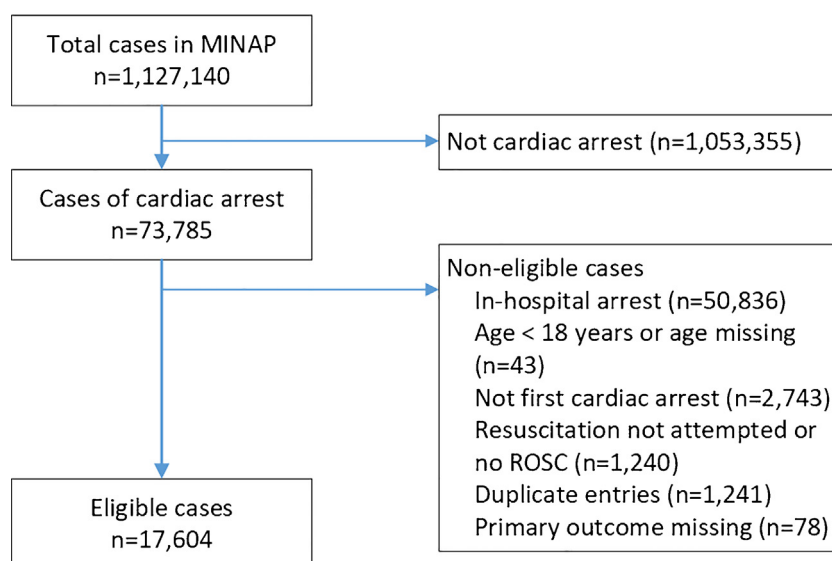 Total cases in MINAP
n=1,127,140
Not cardiac arrest (n=1,053,355)
Cases of cardiac arrest
n=73,785
Non-eligible cases
In-hospital arrest (n=50,836)
Age < 18 years or age missing
(n=43)
Not first cardiac arrest (n=2,743)
Resuscitation not attempted or
no ROSC (n=1,240)
Duplicate entries (n=1,241)
Primary outcome missing (n=78)
Eligible cases
n=17,604